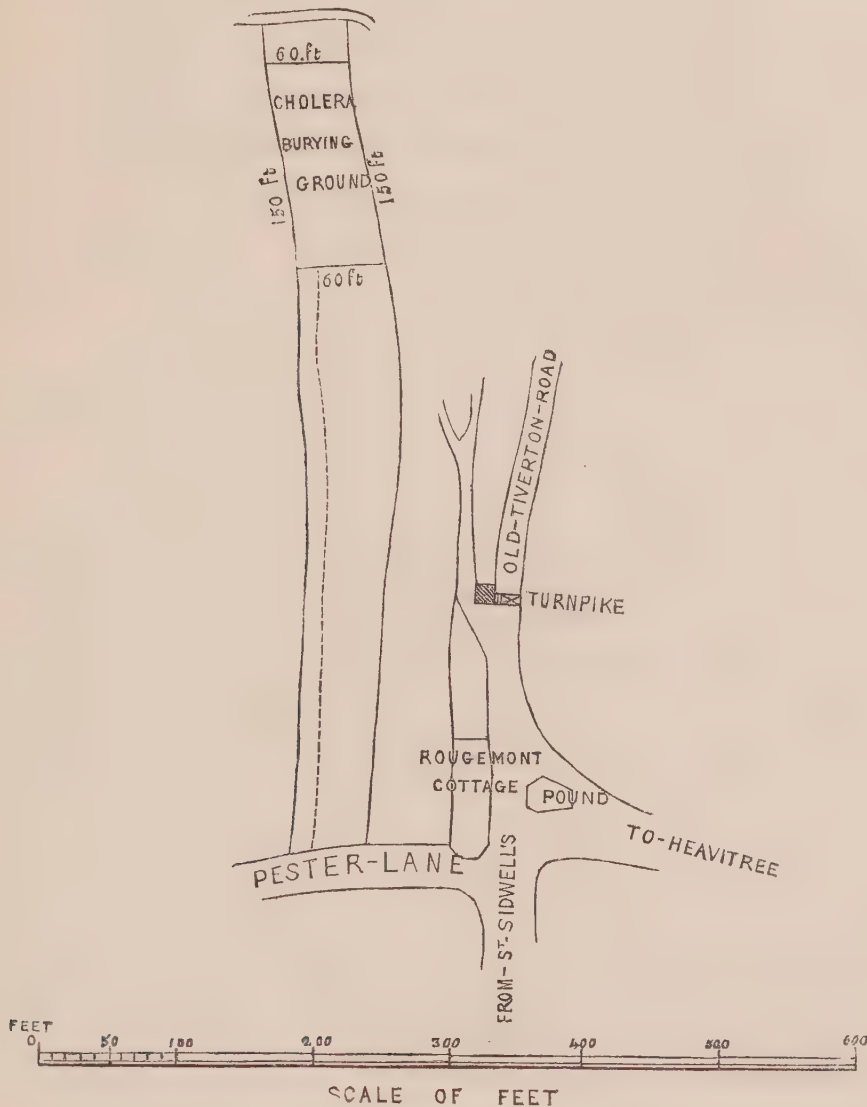 60.ft
CHOLERA
BURYING
GROUND
150 ft
150 ft
60 ft
OLD-TIVERTON-ROAD
TURNPIKE
ROUGEMONT
COTTAGE
POUND
TO-HEAVITREE
PESTER-LANE
FROM-ST-SIDWELL'S
FEET
0 50 100 200 300 400 500 600
SCALE OF FEET